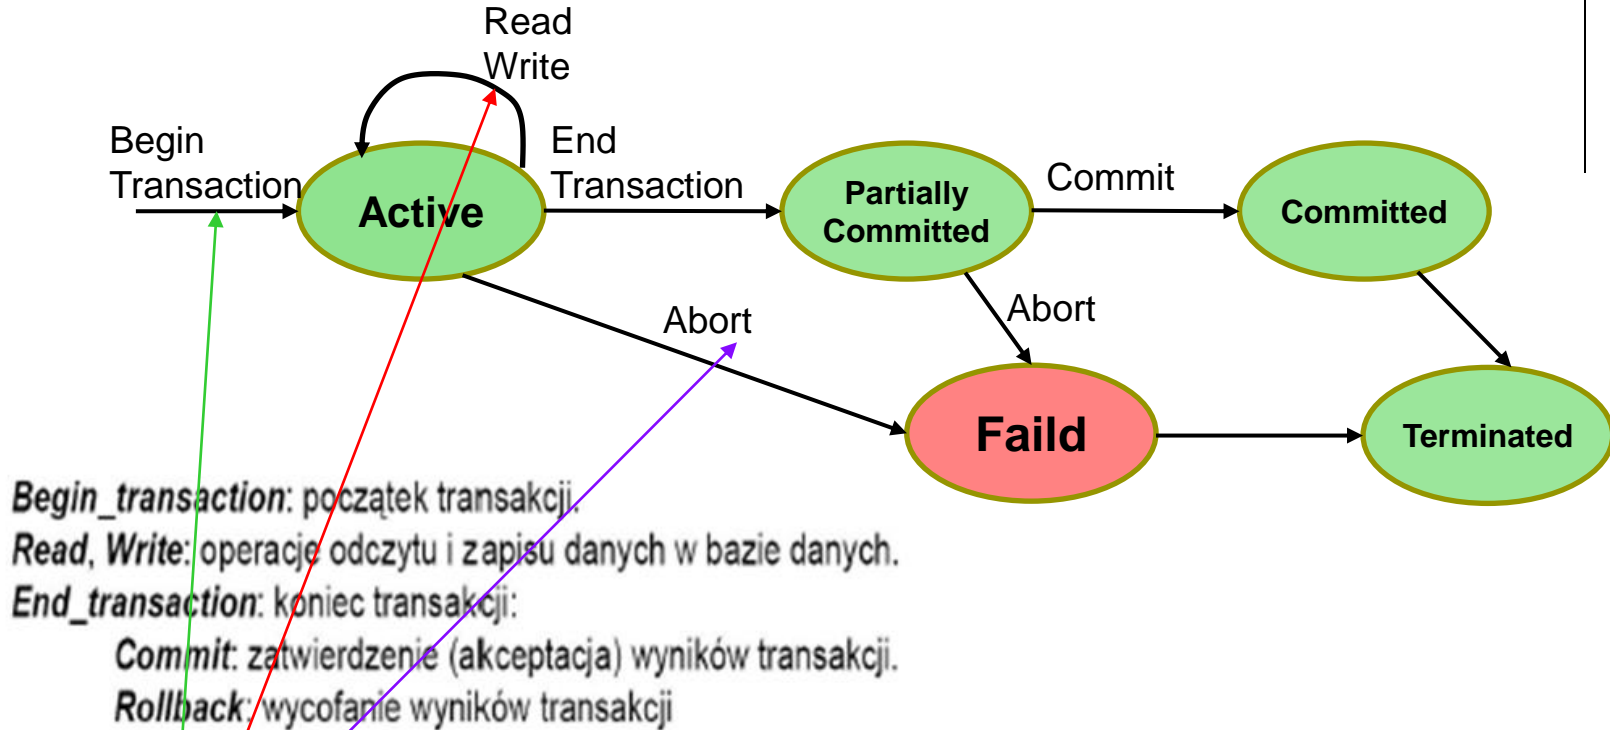 Read
Write
Begin
Transaction
End
Transaction
Active
Partially
Committed
Commit
Committed
Abort
Abort
Faild
Terminated
Begin_transaction: początek transakcji.
Read, Write: operacje odczytu i zapisu danych w bazie danych.
End_transaction: koniec transakcji:
Commit: zatwierdzenie (akceptacja) wyników transakcji.
Rollback: wycofanie wyników transakcji